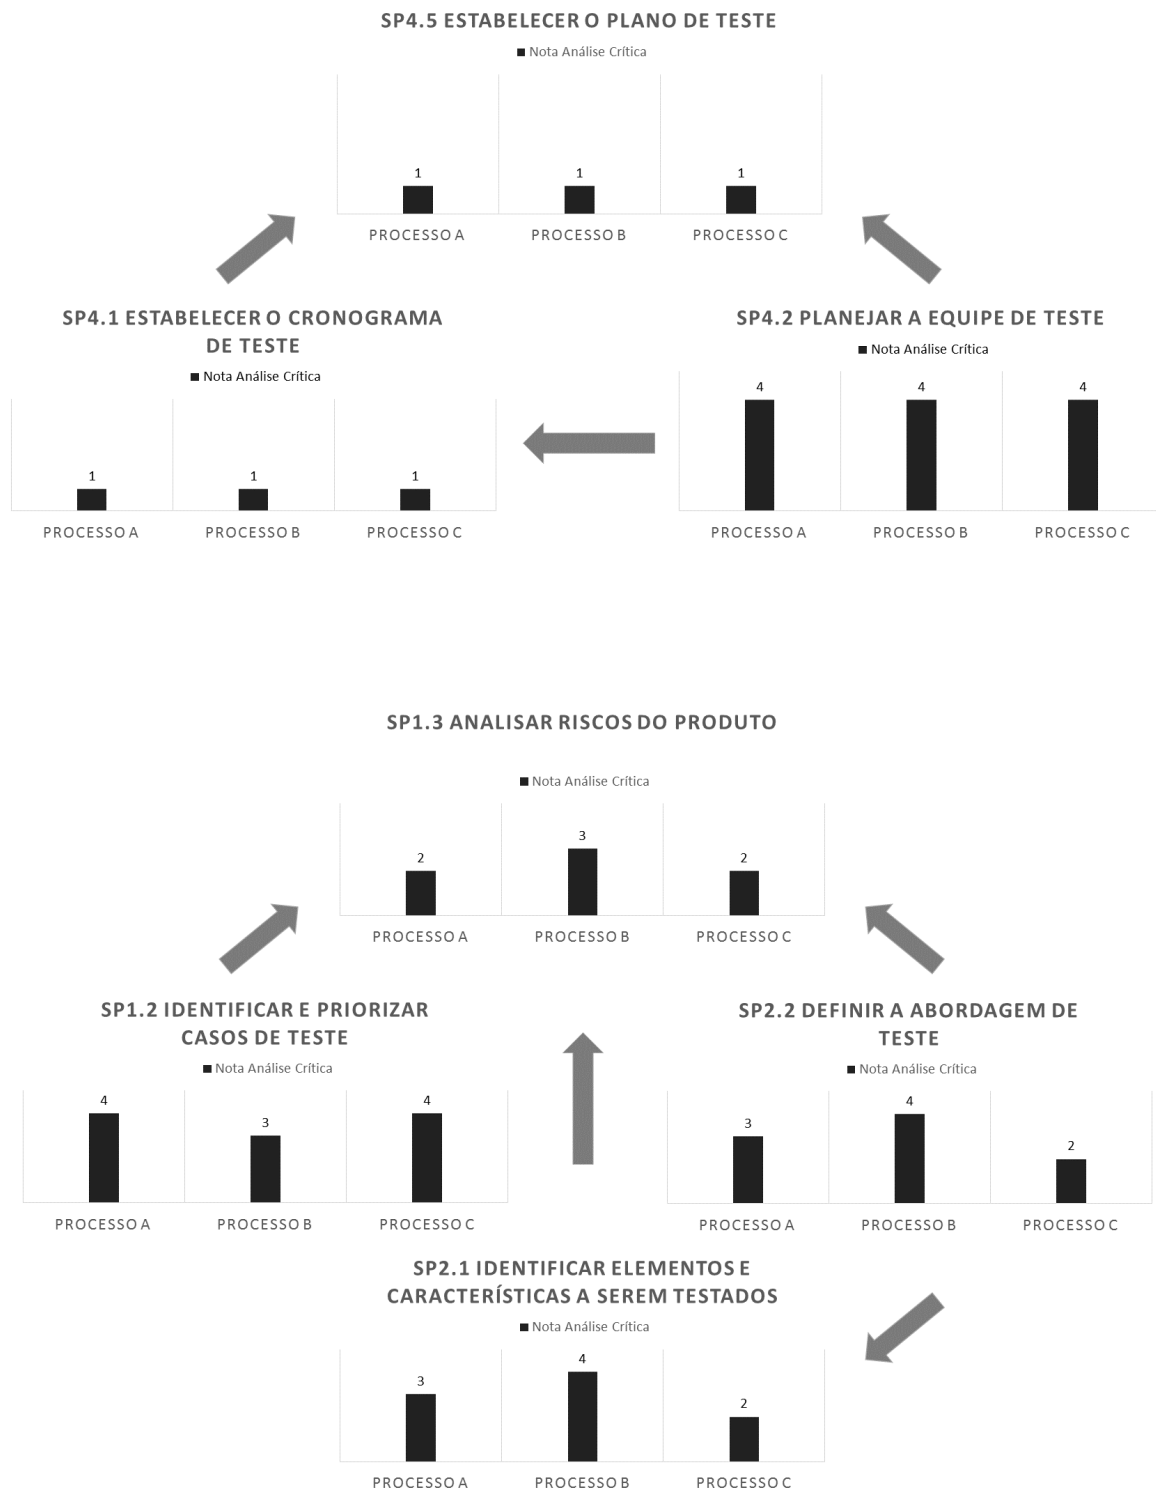 SP4.5 ESTABELECER O PLANO DE TESTE
Nota Análise Crítica
1 1 1
PROCESSO A PROCESSO B PROCESSO C
SP4.1 ESTABELECER O CRONOGRAMA
DE TESTE
Nota Análise Crítica
1 1 1
PROCESSO A PROCESSO B PROCESSO C
SP4.2 PLANEJAR A EQUIPE DE TESTE
Nota Análise Crítica
4 4 4
PROCESSO A PROCESSO B PROCESSO C
SP1.3 ANALISAR RISCOS DO PRODUTO
Nota Análise Crítica
2 3 2
PROCESSO A PROCESSO B PROCESSO C
SP1.2 IDENTIFICAR E PRIORIZAR
CASOS DE TESTE
Nota Análise Crítica
4 3 4
PROCESSO A PROCESSO B PROCESSO C
SP2.2 DEFINIR A ABORDAGEM DE
TESTE
Nota Análise Crítica
3 4 2
PROCESSO A PROCESSO B PROCESSO C
SP2.1 IDENTIFICAR ELEMENTOS E
CARACTERÍSTICAS A SEREM TESTADOS
Nota Análise Crítica
3 4 2
PROCESSO A PROCESSO B PROCESSO C